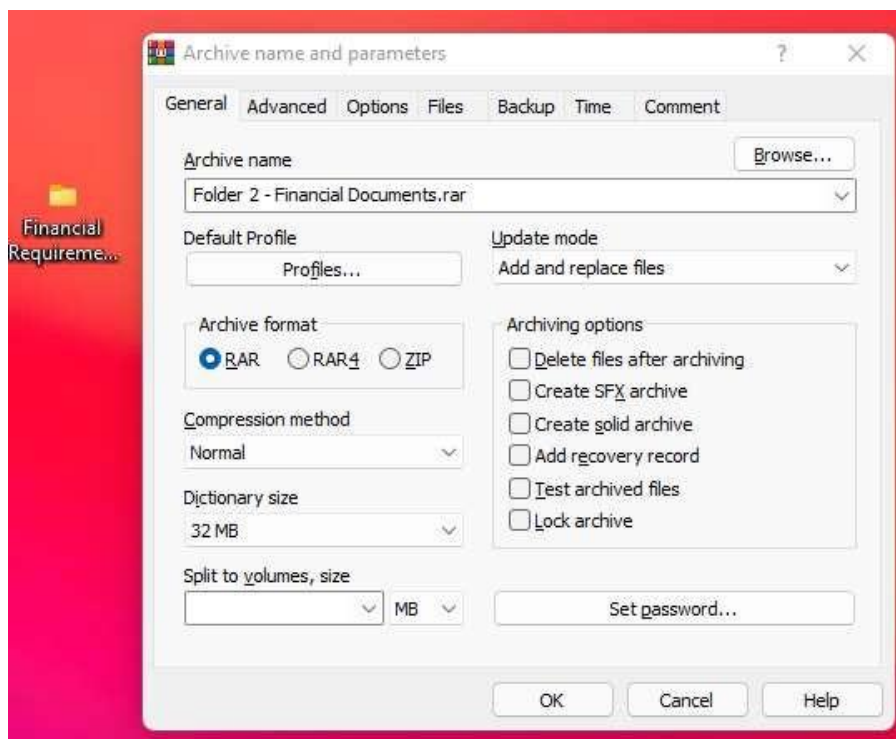 Archive name and parameters
?
General Advanced Options Files Backup Time Comment
Archive name
Browse...
Folder 2 - Financial Documents.rar
Financial
Requireme...
Default Profile
Update mode
Profiles...
Add and replace files
Archive format
RAR RAR4 ZIP
Archiving options
Delete files after archiving
Create SFX archive
Create solid archive
Add recovery record
Test archived files
Lock archive
Compression method
Normal
Dictionary size
32 MB
Split to volumes, size
MB
Set password...
OK Cancel Help